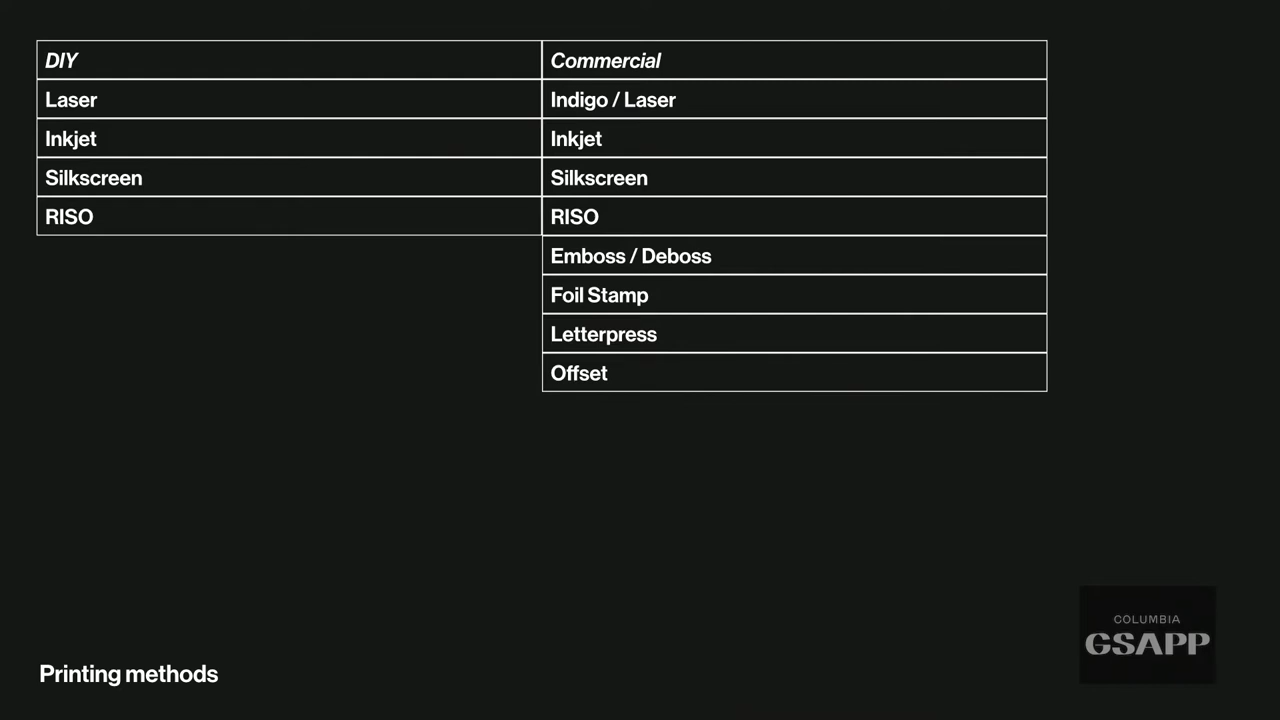 DIY
Commercial
Laser
Indigo / Laser
Inkjet
Inkjet
Silkscreen
Silkscreen
RISO
RISO
Emboss / Deboss
Foil Stamp
Letterpress
Offset
COLUMBIA
GSAPP
Printing methods